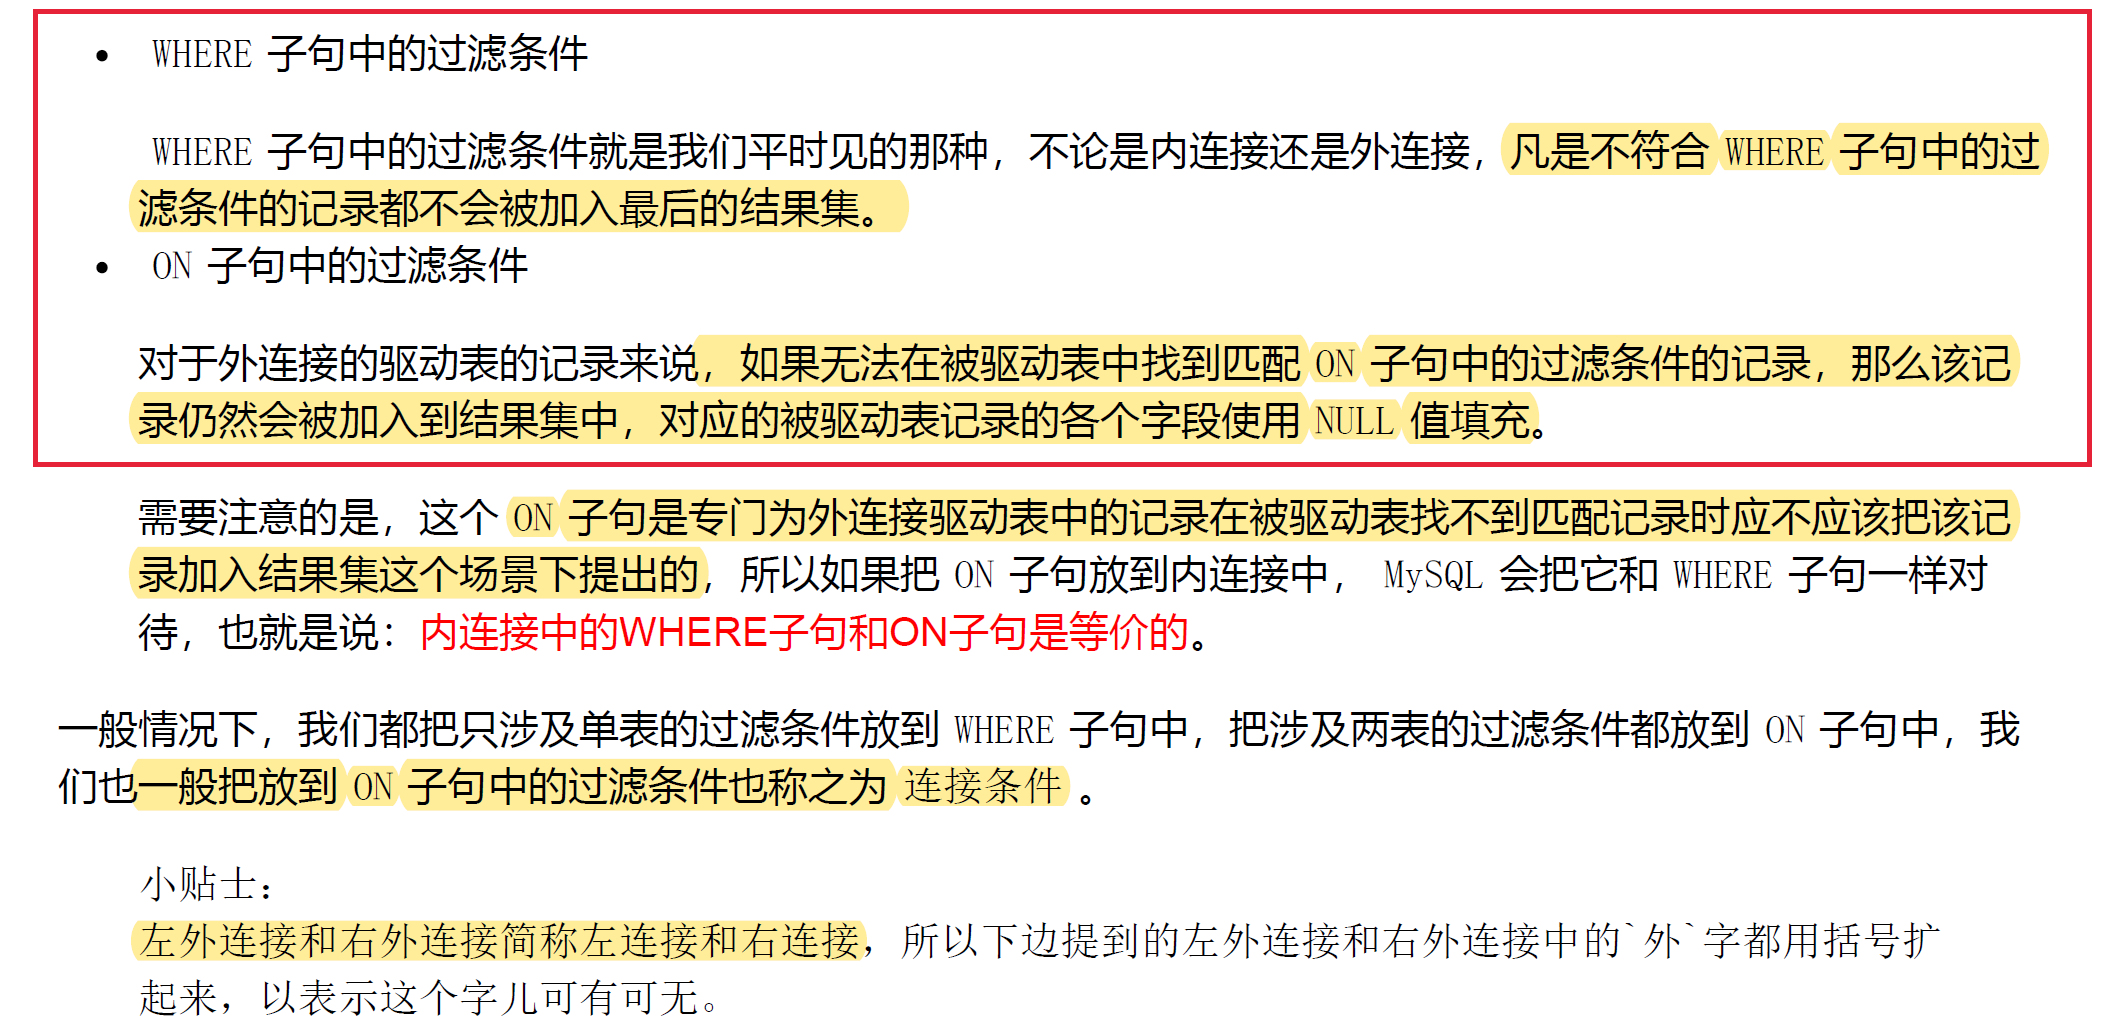 • WHERE 子句中的过滤条件
WHERE 子句中的过滤条件就是我们平时见的那种，不论是内连接还是外连接，凡是不符合 WHERE 子句中的过
滤条件的记录都不会被加入最后的结果集。
• ON 子句中的过滤条件
对于外连接的驱动表的记录来说，如果无法在被驱动表中找到匹配 ON 子句中的过滤条件的记录，那么该记
录仍然会被加入到结果集中，对应的被驱动表记录的各个字段使用 NULL 值填充。
需要注意的是，这个 ON 子句是专门为外连接驱动表中的记录在被驱动表找不到匹配记录时应不应该把该记
录加入结果集这个场景下提出的，所以如果把 ON 子句放到内连接中， MySQL 会把它和 WHERE 子句一样对
待，也就是说：内连接中的WHERE子句和ON子句是等价的。
一般情况下，我们都把只涉及单表的过滤条件放到 WHERE 子句中，把涉及两表的过滤条件都放到 ON 子句中，我
们也一般把放到 ON 子句中的过滤条件也称之为 连接条件 。
小贴士：
左外连接和右外连接简称左连接和右连接，所以下边提到的左外连接和右外连接中的`外`字都用括号扩
起来，以表示这个字儿可有可无。